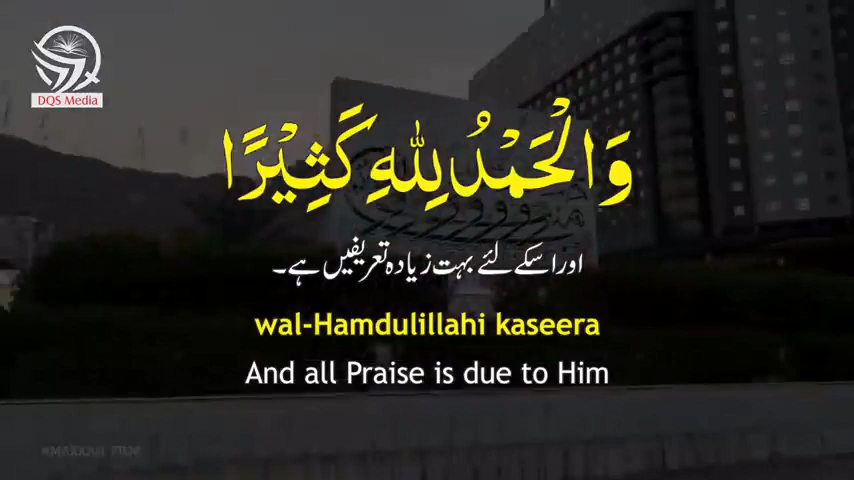 DQS Media
وَالْحَمْدُ لِلّٰهِ كَثِيْرًا
اور اسکے لئے بہت زیادہ تعریفیں ہے۔
wal-Hamdulillahi kaseera
And all Praise is due to Him